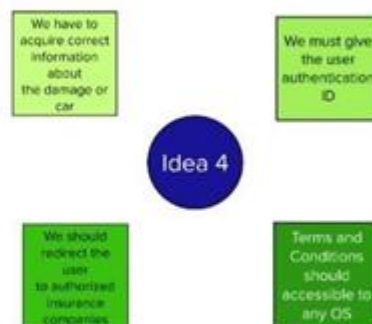 We have to
acquire correct
information
about
the damage or
car
We must give
the user
authentication
ID
Idea 4
We should
redirect the
user
to authorized
insurance
companies
Terms and
Conditions
should
accessible to
any OS